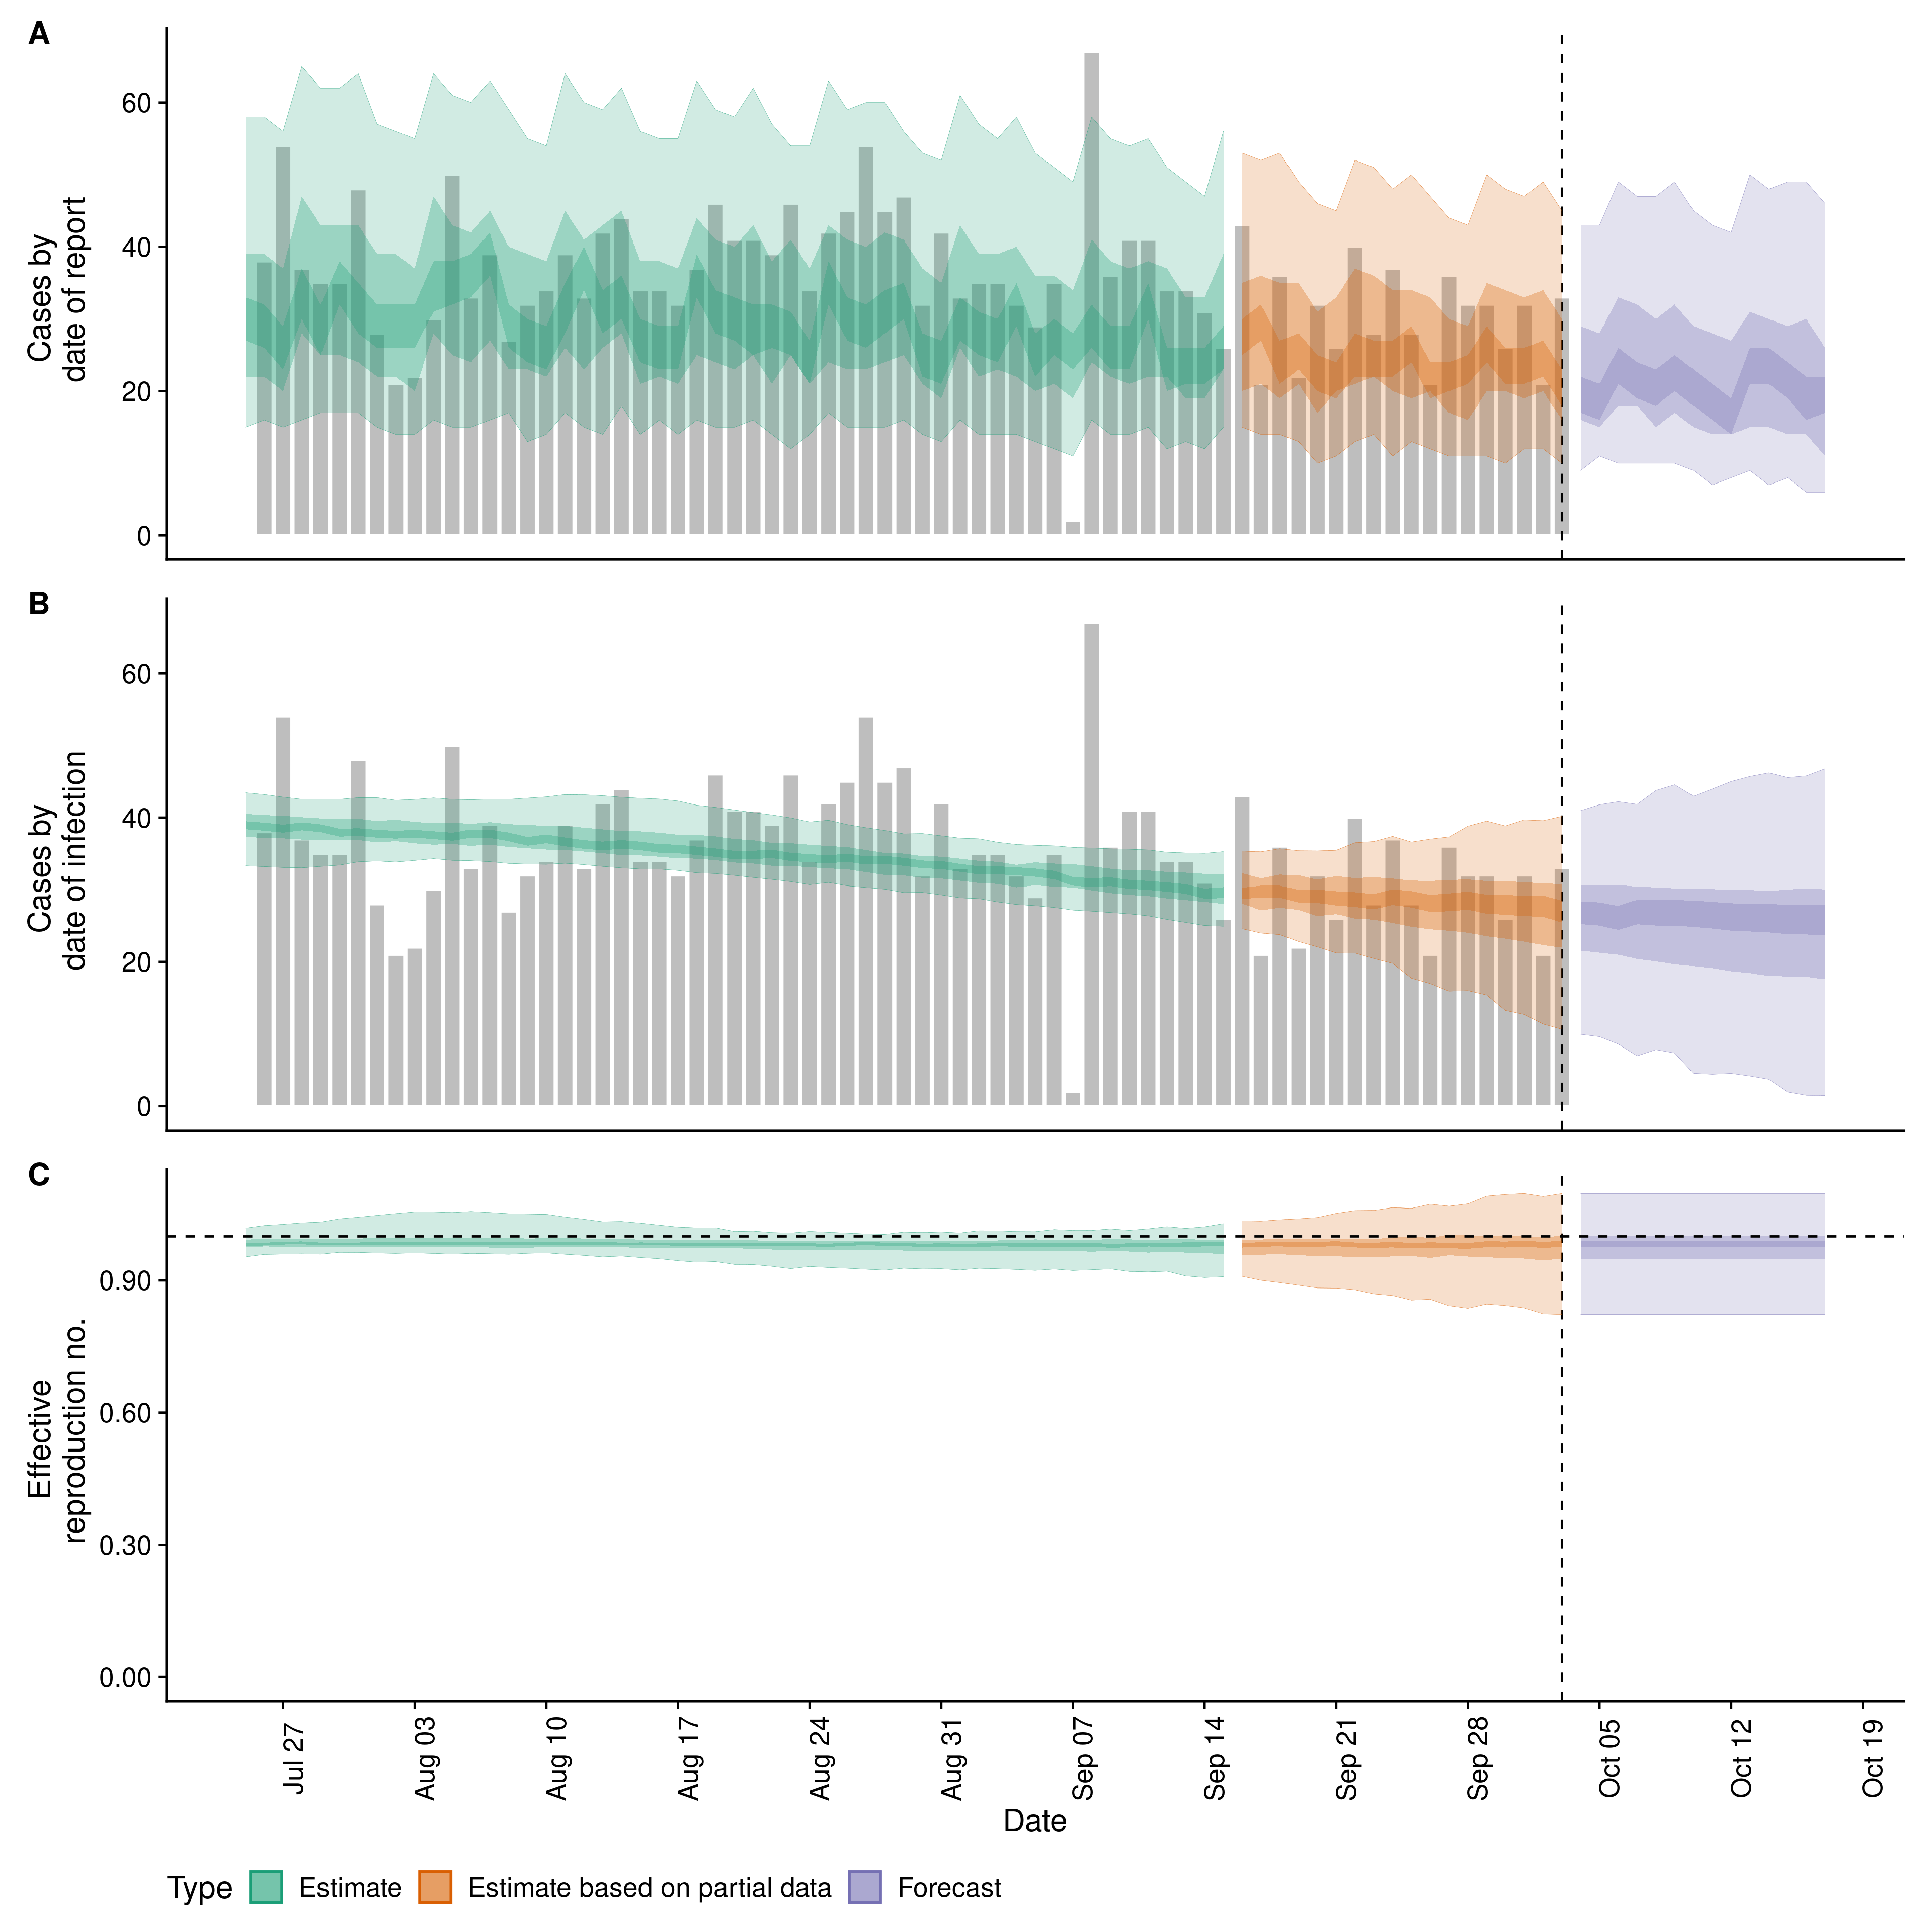 A
60
40
20
0
Cases by
date of report
B
60
40
20
0
Cases by
date of infection
C
0.90
0.60
0.30
0.00
Effective
reproduction no.
Jul 27
Aug 03
Aug 10
Aug 17
Aug 24
Aug 31
Sep 07
Sep 14
Sep 21
Sep 28
Oct 05
Oct 12
Oct 19
Date
Type Estimate Estimate based on partial data Forecast